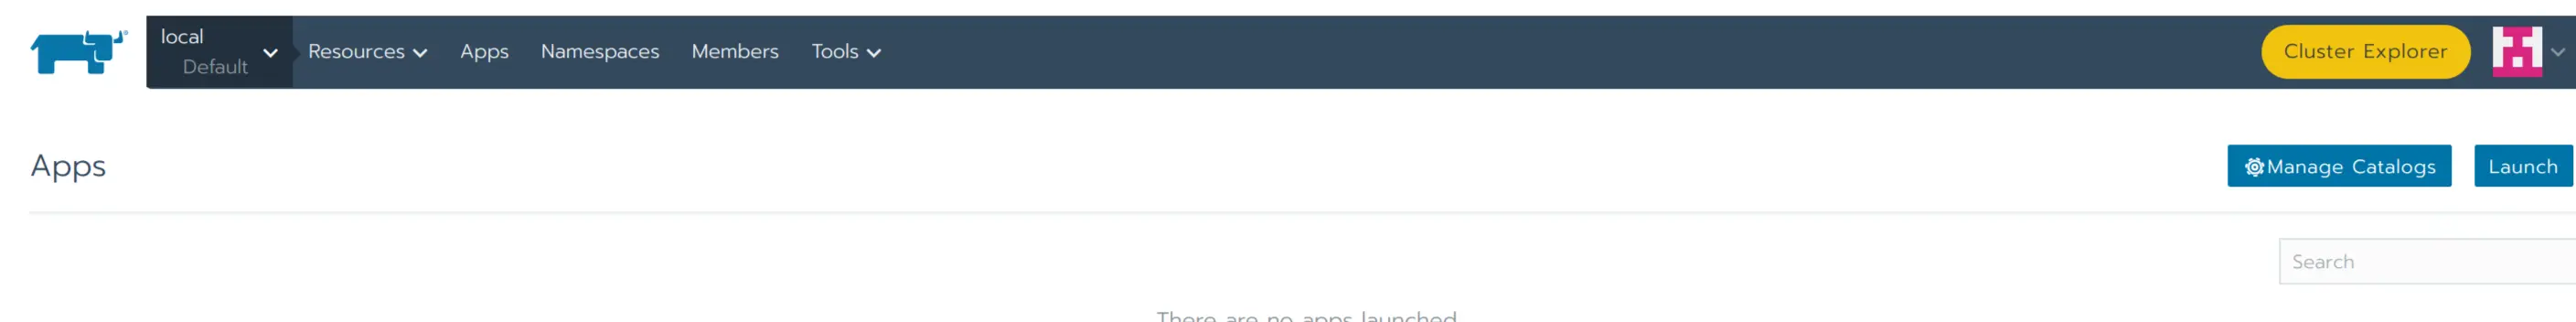 local
Default
Resources Apps Namespaces Members Tools
Cluster Explorer
Apps
Manage Catalogs Launch
Search
There are no apps launched